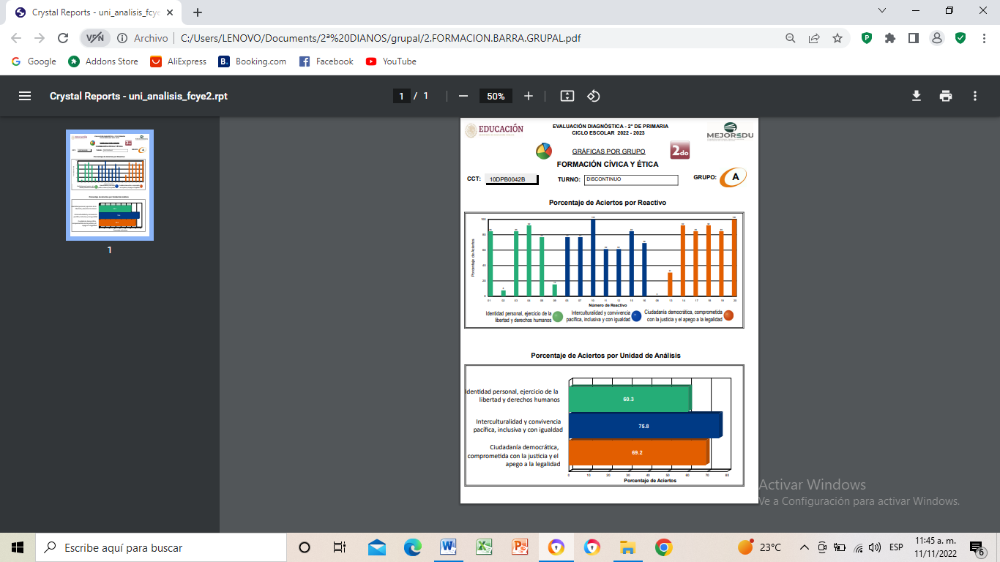 Crystal Reports - uni_analisis_fcye
VPN Archivo C:/Users/LENOVO/Documents/2ª%20DIANOS/grupal/2.FORMACION.BARRA.GRUPAL.pdf
Google Addons Store AliExpress Booking.com Facebook YouTube
Crystal Reports - uni_analisis_fcye2.rpt
1 / 1
50%
1
EDUCACIÓN
EVALUACIÓN DIAGNÓSTICA - 2° DE PRIMARIA
CICLO ESCOLAR 2022 - 2023
MEJOREDU
GRÁFICAS POR GRUPO
2do
FORMACIÓN CÍVICA Y ÉTICA
CCT: 10DPB0042B TURNO: DISCONTINUO GRUPO: A
Porcentaje de Aciertos por Reactivo
Porcentaje de Aciertos
100
80
60
40
20
0
Número de Reactivo
Identidad personal, ejercicio de la
libertad y derechos humanos
Interculturalidad y convivencia
pacífica, inclusiva y con igualdad
Ciudadanía democrática, comprometida
con la justicia y el apego a la legalidad
Porcentaje de Aciertos por Unidad de Análisis
Identidad personal, ejercicio de la
libertad y derechos humanos
60.3
Interculturalidad y convivencia
pacífica, inclusiva y con igualdad
75.8
Ciudadanía democrática,
comprometida con la justicia y el
apego a la legalidad
69.2
0 10 20 30 40 50 60 70 80
Porcentaje de Aciertos
Activar Windows
Ve a Configuración para activar Windows.
Escribe aquí para buscar
23°C
ESP
11:45 a. m.
11/11/2022
6